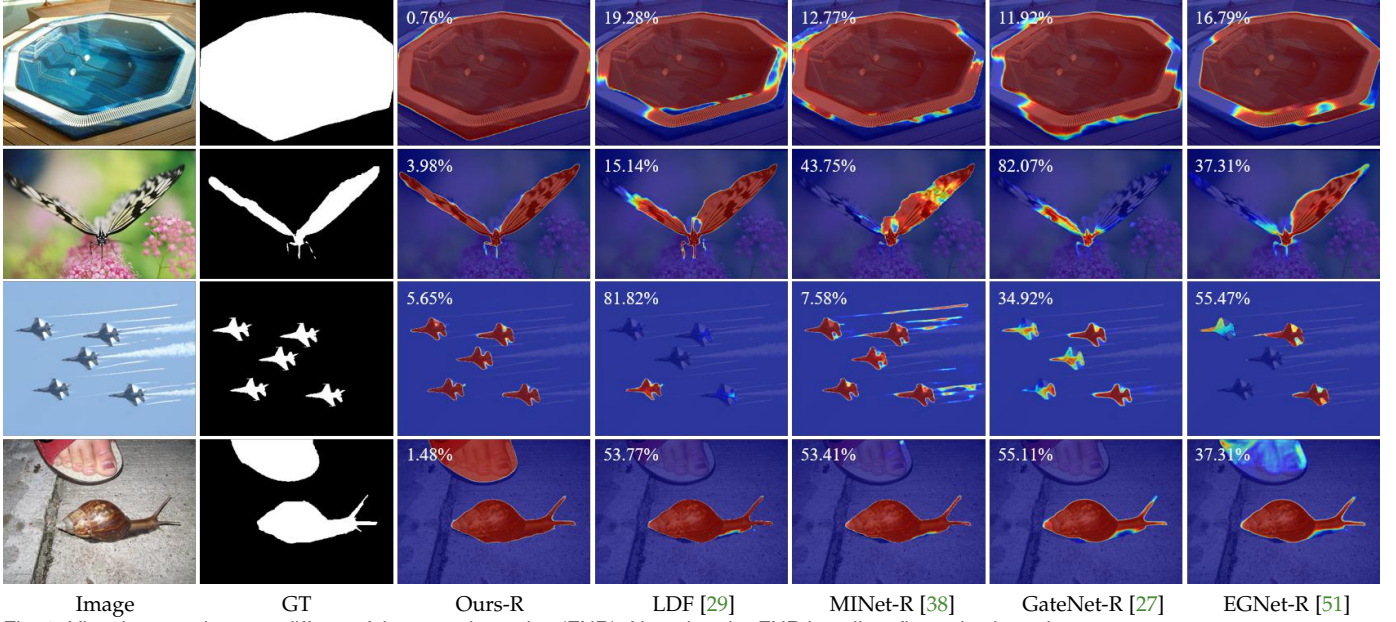 0.76% 19.28% 12.77% 11.92% 16.79%
3.98% 15.14% 43.75% 82.07% 37.31%
5.65% 81.82% 7.58% 34.92% 55.47%
1.48% 53.77% 53.41% 55.11% 37.31%
Image GT Ours-R LDF [29] MINet-R [38] GateNet-R [27] EGNet-R [51]